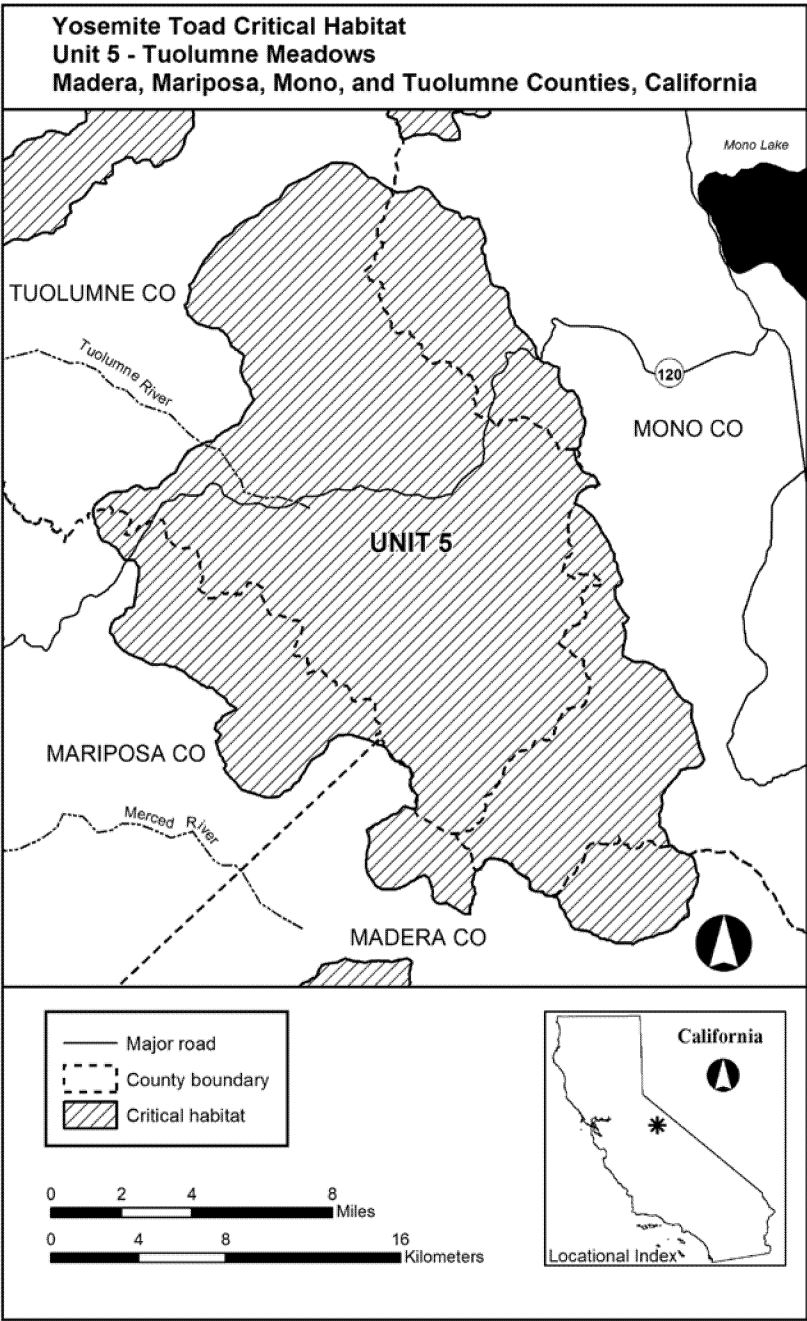 Yosemite Toad Critical Habitat
Unit 5 - Tuolumne Meadows
Madera, Mariposa, Mono, and Tuolumne Counties, California
Mono Lake
TUOLUMNE CO
Tuolumne River
120
MONO CO
UNIT 5
MARIPOSA CO
Merced River
MADERA CO
Major road
County boundary
Critical habitat
0 2 4 8
Miles
0 4 8 16
Kilometers
California
Locational Index